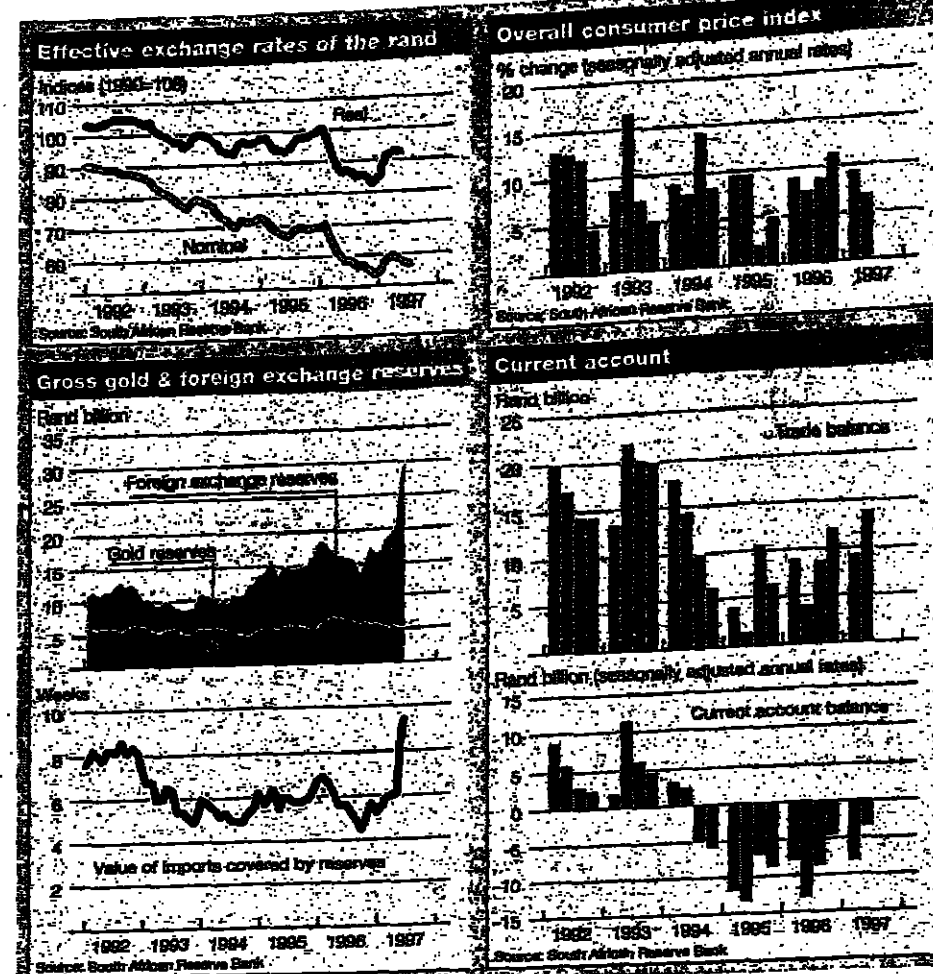 Effective exchange rates of the rand
Indices (1990=100)
110
100
90
80
70
60
Real
Nominal
1992 1993 1994 1995 1996 1997
Source: South African Reserve Bank
Overall consumer price index
% change (seasonally adjusted annual rates)
20
15
10
5
1992 1993 1994 1995 1996 1997
Source: South African Reserve Bank
Gross gold & foreign exchange reserves
Rand billion
35
30
25
20
15
10
5
Foreign exchange reserves
Gold reserves
Weeks
10
8
6
4
2
Value of imports covered by reserves
1992 1993 1994 1995 1996 1997
Source: South African Reserve Bank
Current account
Rand billion
25
20
15
10
5
Trade balance
Rand billion (seasonally adjusted annual rates)
15
10
5
0
-5
-10
-15
Current account balance
1992 1993 1994 1995 1996 1997
Source: South African Reserve Bank